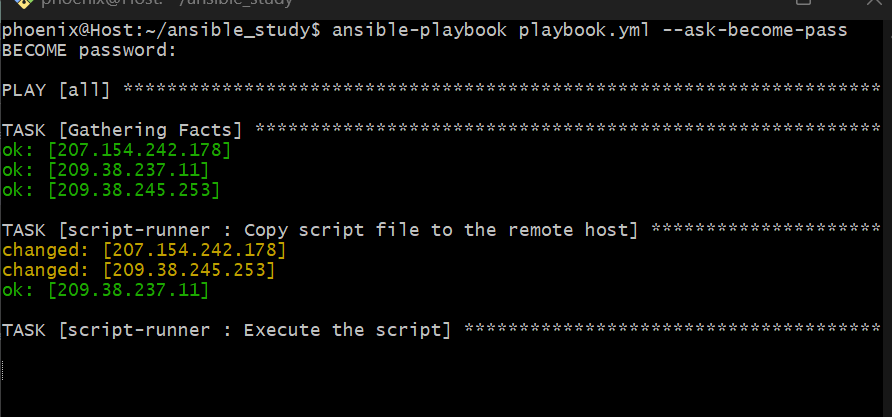 phoenix@Host: ~/ansible_study
phoenix@Host:~/ansible_study$ ansible-playbook playbook.yml --ask-become-pass
BECOME password:
PLAY [all] *********************************************************************
TASK [Gathering Facts] *********************************************************
ok: [207.154.242.178]
ok: [209.38.237.11]
ok: [209.38.245.253]
TASK [script-runner : Copy script file to the remote host] *********************
changed: [207.154.242.178]
changed: [209.38.245.253]
ok: [209.38.237.11]
TASK [script-runner : Execute the script] **************************************